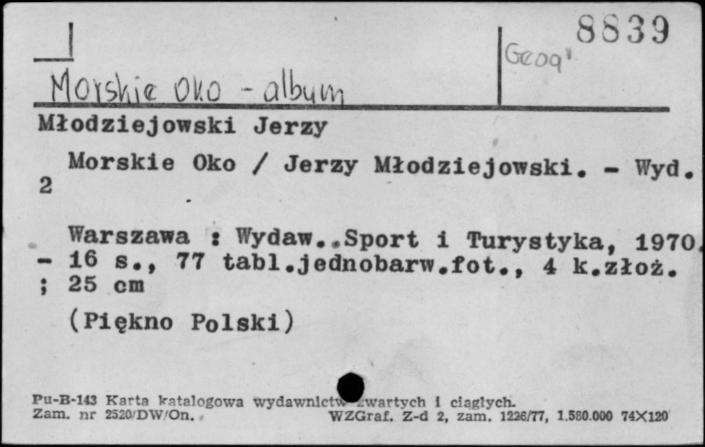 8839
Geog'
Morskie Oko - album
Młodziejowski Jerzy
Morskie Oko / Jerzy Młodziejowski. - Wyd.
2
Warszawa : Wydaw. Sport i Turystyka, 1970.
- 16 s., 77 tabl.jednobarw.fot., 4 k.złoż.
; 25 cm
(Piękno Polski)
Pu-B-143 Karta katalogowa wydawnictw zwartych i ciągłych.
Zam. nr 2520/DW/On. WZGraf. Z-d 2, zam. 1226/77, 1.580.000 74X120